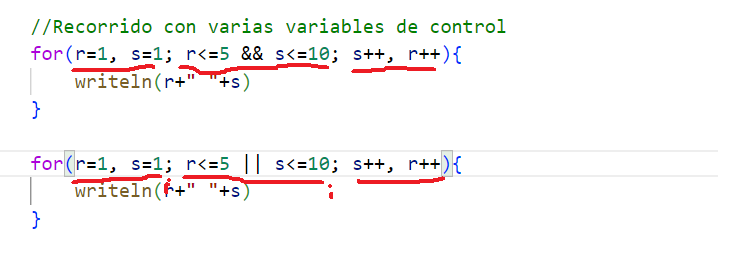 //Recorrido con varias variables de control
for(r=1, s=1; r<=5 && s<=10; s++, r++){
    writeln(r+" "+s)
}
for(r=1, s=1; r<=5 || s<=10; s++, r++){
    writeln(r+" "+s)
}